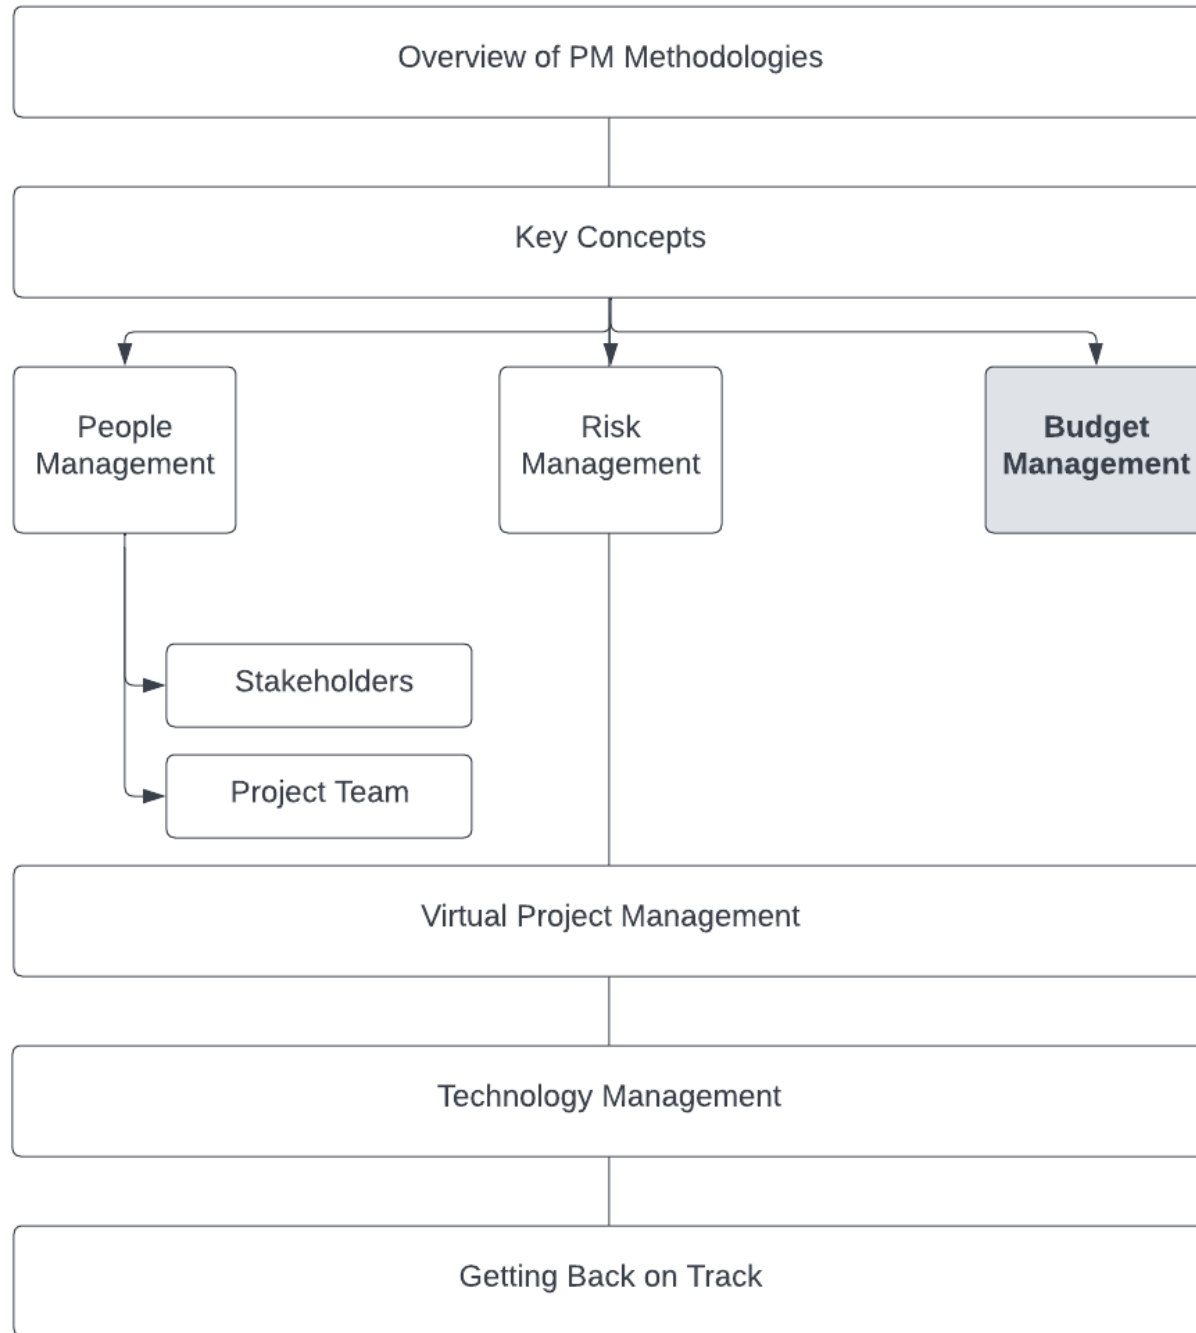 Overview of PM Methodologies
Key Concepts
People
Management
Risk
Management
Budget
Management
Stakeholders
Project Team
Virtual Project Management
Technology Management
Getting Back on Track